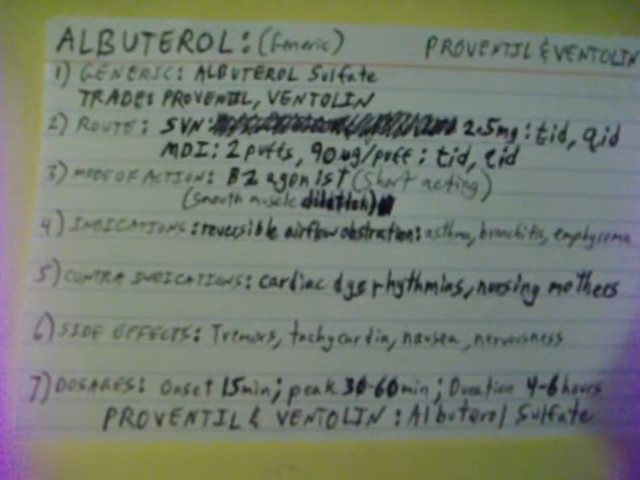 ALBUTEROL: (Generic) PROVENTIL & VENTOLIN
1) GENERIC: ALBUTEROL Sulfate
TRADE: PROVENTIL, VENTOLIN
2) ROUTE: SVN: 2.5mg: tid, qid
MDI: 2 puffs, 90ug/puff; tid, qid
3) MODE OF ACTION: B2 agonist (short acting)
(smooth muscle dilation)
4) INDICATIONS: reversible airflow obstruction: asthma, bronchitis, emphysema
5) CONTRA INDICATIONS: cardiac dysrhythmias, nursing mothers
6) SIDE EFFECTS: Tremors, tachycardia, nausea, nervousness
7) DOSAGES: Onset 15min; peak 30-60min; Duration 4-6 hours
PROVENTIL & VENTOLIN: Albuterol Sulfate